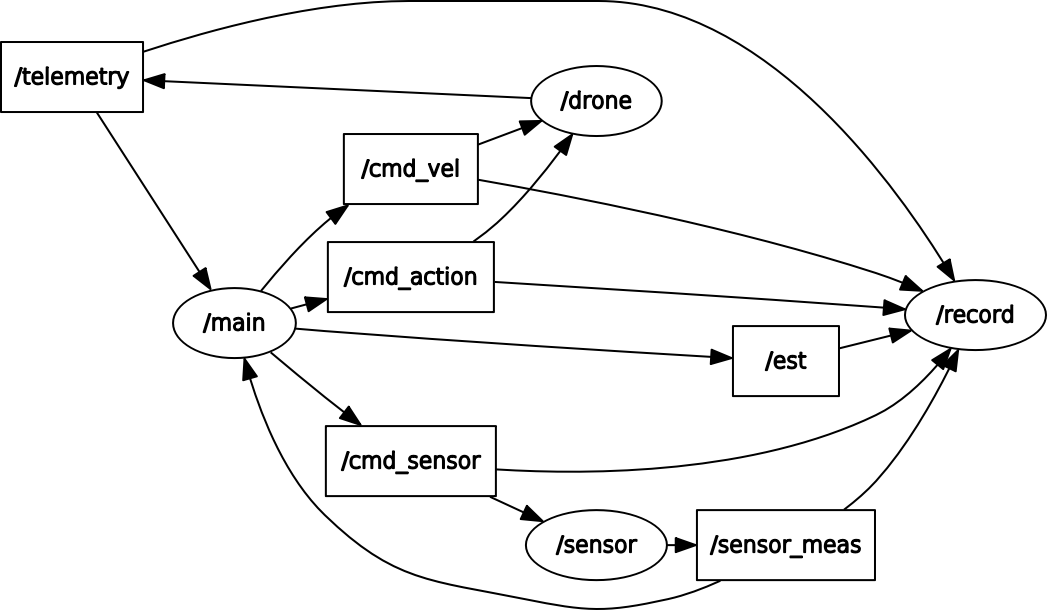 /telemetry
/drone
/cmd_vel
/cmd_action
/main
/record
/est
/cmd_sensor
/sensor
/sensor_meas